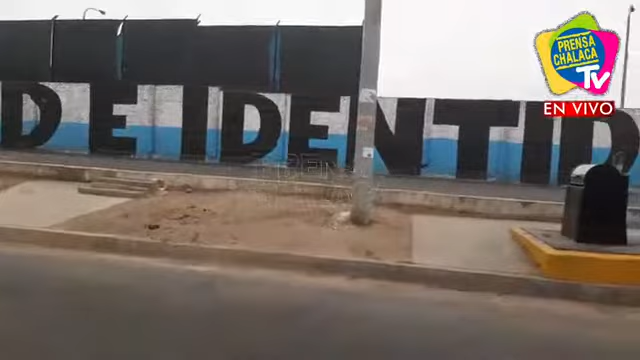 PRENSA
CHALACA
TV
EN VIVO
DE IDENTID